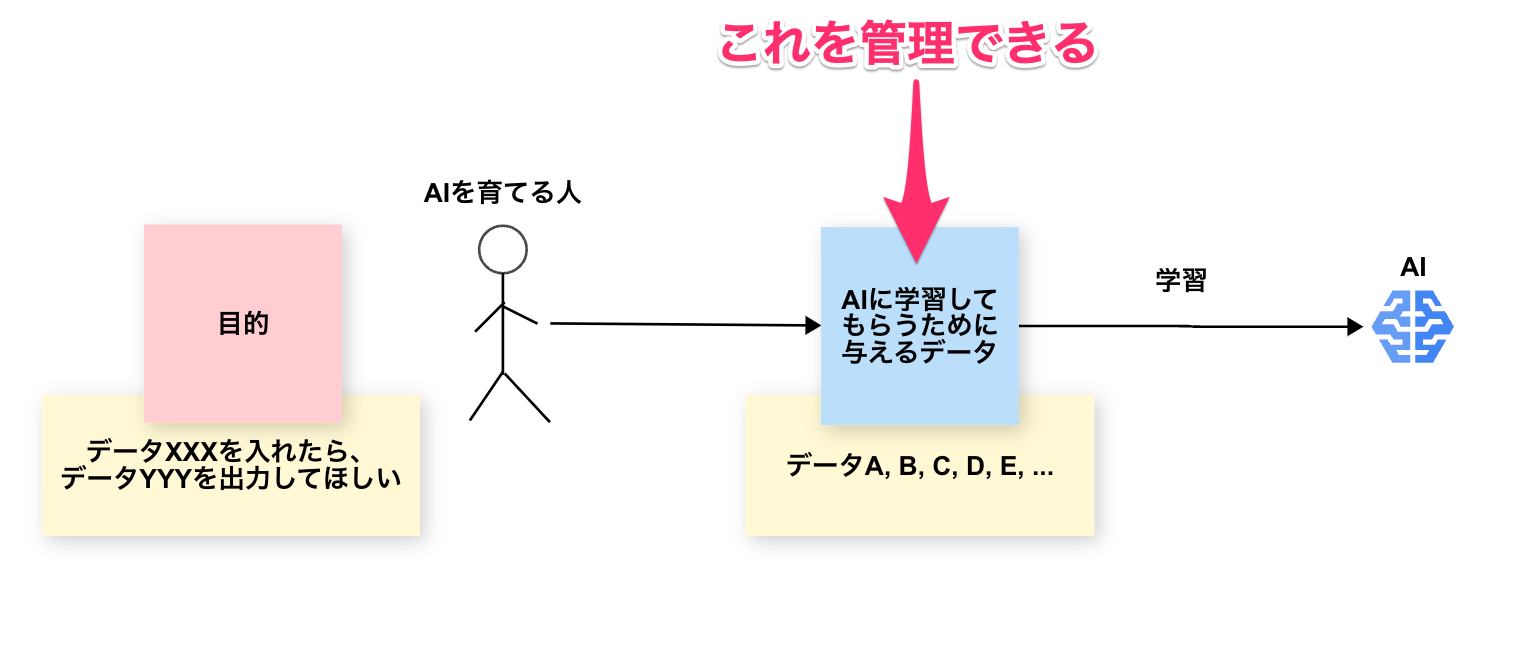 これを管理できる
AIを育てる人
目的
データXXXを入れたら、
データYYYを出力してほしい
AIに学習して
もらうために
与えるデータ
データA, B, C, D, E, ...
学習
AI